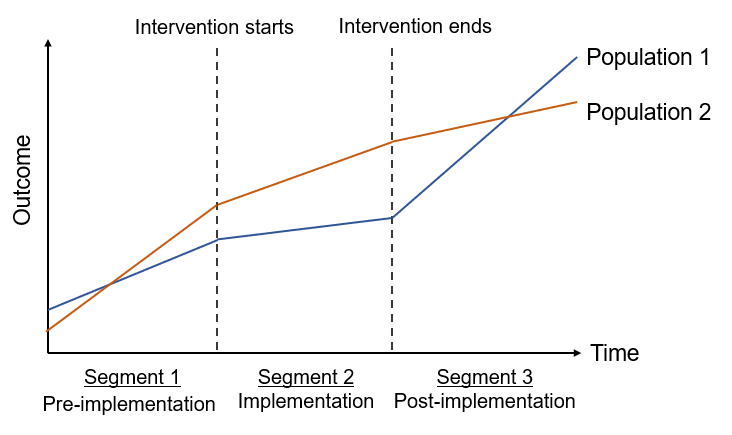 Intervention starts
Intervention ends
Population 1
Population 2
Outcome
Time
Segment 1
Pre-implementation
Segment 2
Implementation
Segment 3
Post-implementation